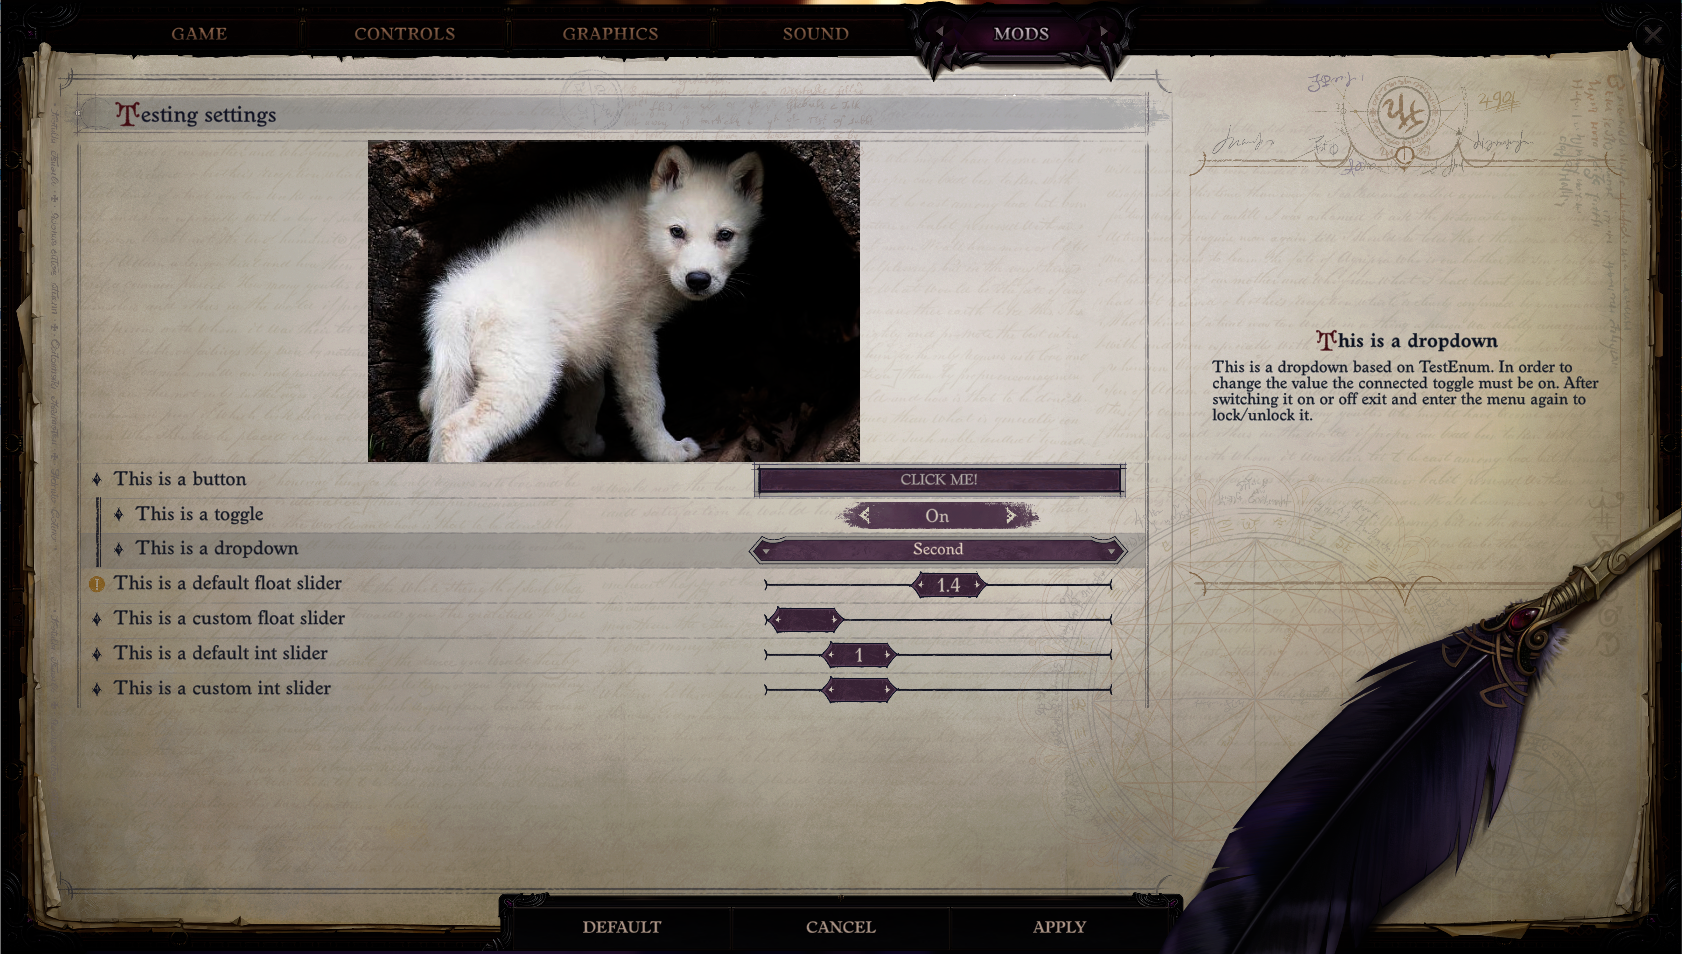 GAME
CONTROLS
GRAPHICS
SOUND
MODS
Testing settings
This is a button
CLICK ME!
This is a toggle
On
This is a dropdown
Second
This is a default float slider
1.4
This is a custom float slider
This is a default int slider
1
This is a custom int slider
This is a dropdown
This is a dropdown based on TestEnum. In order to
change the value the connected toggle must be on. After
switching it on or off exit and enter the menu again to
lock/unlock it.
DEFAULT
CANCEL
APPLY